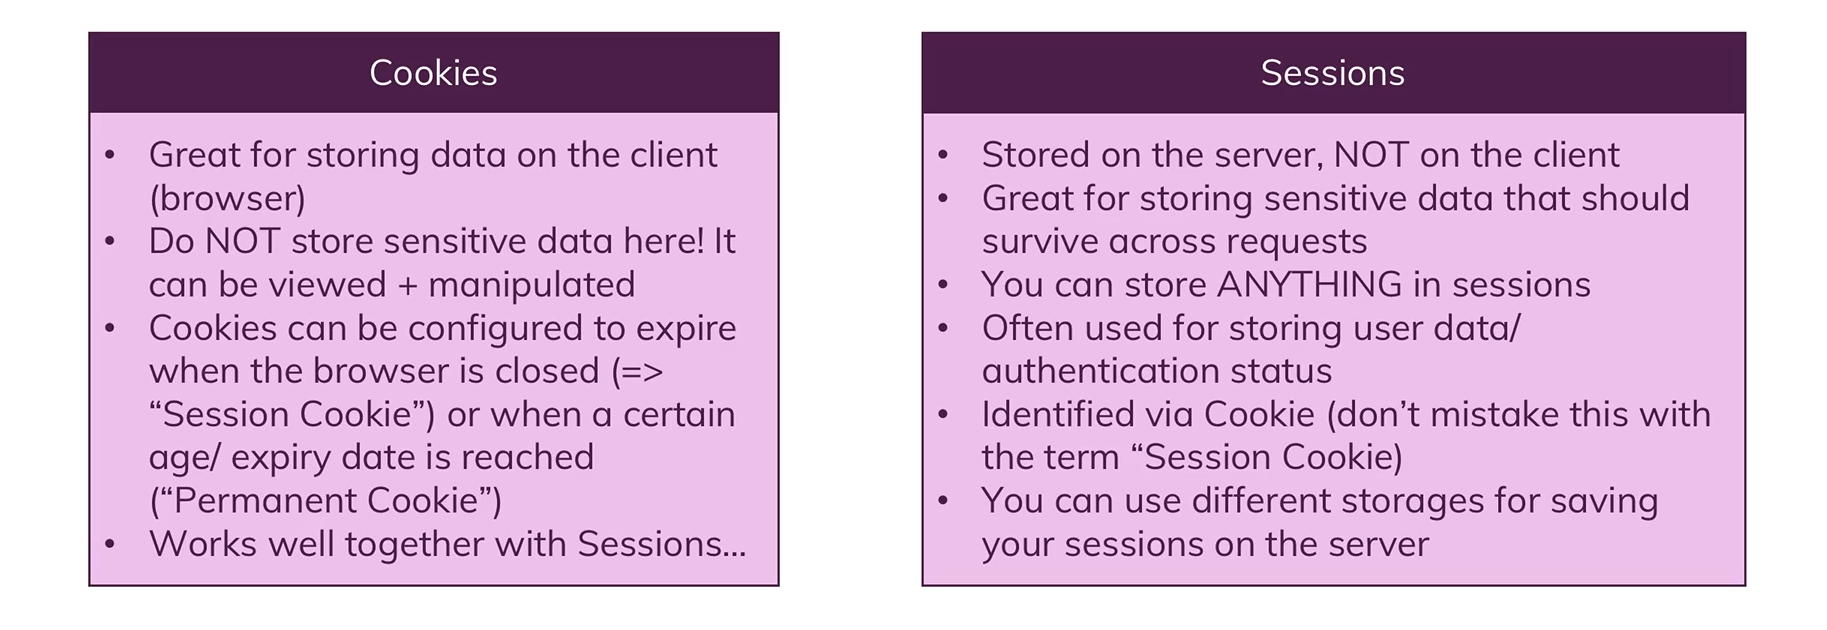 Cookies
• Great for storing data on the client
(browser)
• Do NOT store sensitive data here! It
can be viewed + manipulated
• Cookies can be configured to expire
when the browser is closed (=>
“Session Cookie”) or when a certain
age/ expiry date is reached
(“Permanent Cookie”)
• Works well together with Sessions…
Sessions
• Stored on the server, NOT on the client
• Great for storing sensitive data that should
survive across requests
• You can store ANYTHING in sessions
• Often used for storing user data/
authentication status
• Identified via Cookie (don’t mistake this with
the term “Session Cookie)
• You can use different storages for saving
your sessions on the server